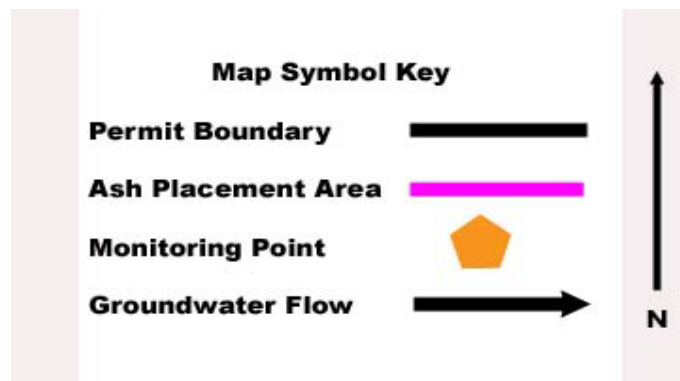 Map Symbol Key
Permit Boundary
Ash Placement Area
Monitoring Point
Groundwater Flow
N